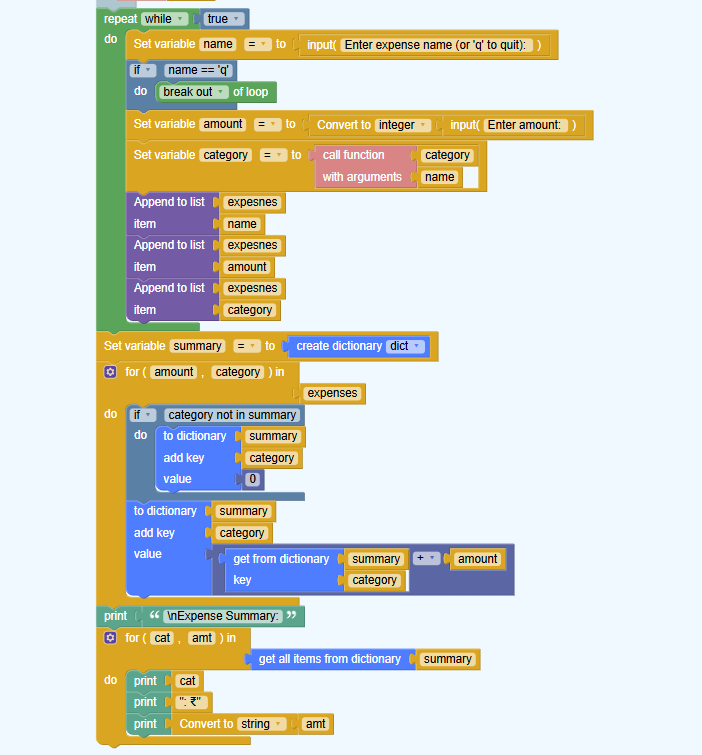 repeat while true
do Set variable name = to input( Enter expense name (or 'q' to quit): )
if name == 'q'
do break out of loop
Set variable amount = to Convert to integer input( Enter amount: )
Set variable category = to call function category
with arguments name
Append to list expesnes
item name
Append to list expesnes
item amount
Append to list expesnes
item category
Set variable summary = to create dictionary dict
for ( amount , category ) in
expenses
do if category not in summary
do to dictionary summary
add key category
value 0
to dictionary summary
add key category
value get from dictionary summary + amount
key category
print “ \nExpense Summary: ”
for ( cat , amt ) in
get all items from dictionary summary
do print cat
print ": ₹"
print Convert to string amt